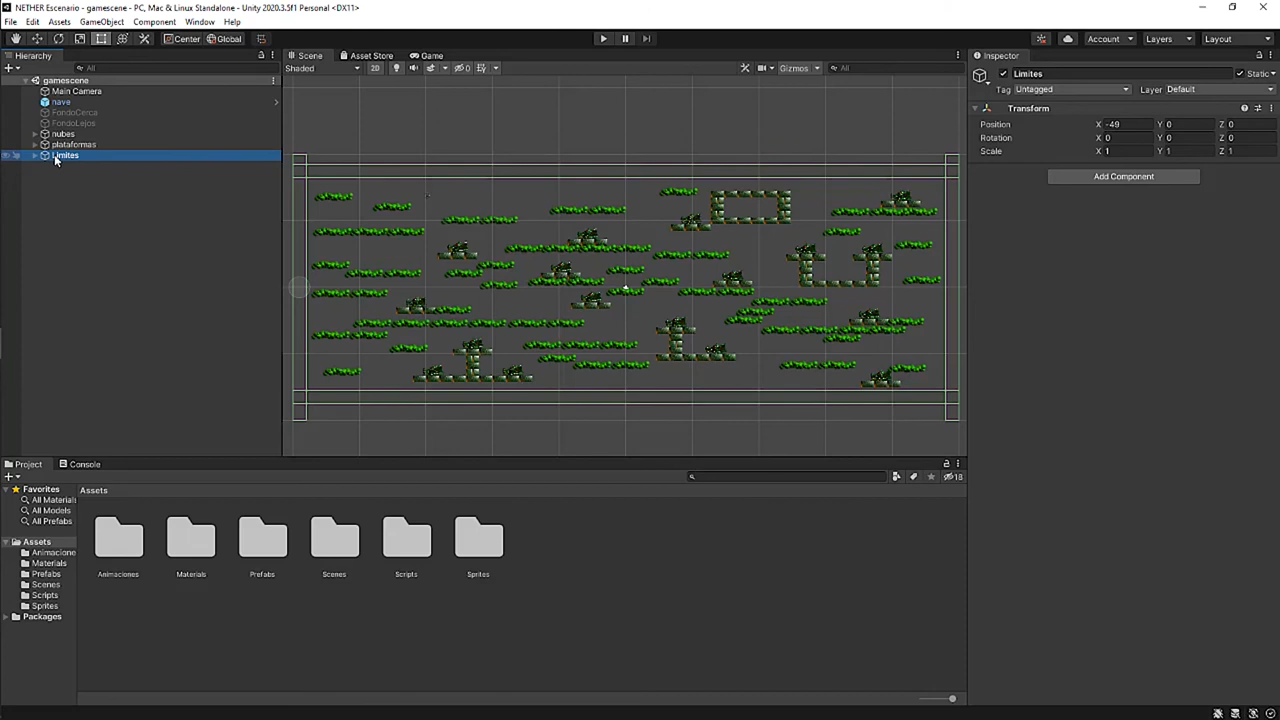 NETHER Escenario - gamescene - PC, Mac & Linux Standalone - Unity 2020.3.5f1 Personal <DX11>
File Edit Assets GameObject Component Window Help
Center Global Account Layers Layout
Hierarchy
Scene Asset Store Game
Inspector
All
Shaded 2D 0 Gizmos All
gamescene
Main Camera
nave
FondoCerca
FondoLejos
nubes
plataformas
Limites
Limites Static
Tag Untagged Layer Default
Transform
Position X -49 Y 0 Z 0
Rotation X 0 Y 0 Z 0
Scale X 1 Y 1 Z 1
Add Component
Project Console
18
Favorites
All Material
All Models
All Prefabs
Assets
Animacione
Materials
Prefabs
Scenes
Scripts
Sprites
Packages
Assets
Animaciones Materials Prefabs Scenes Scripts Sprites